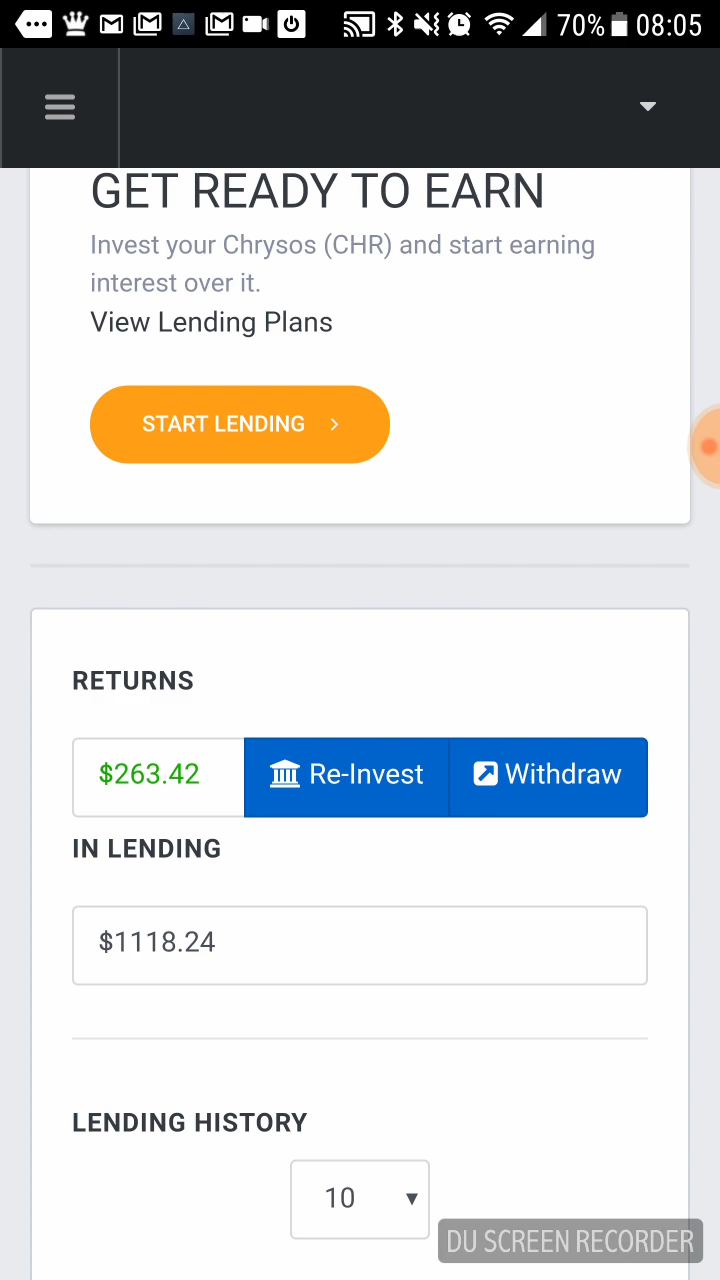 70% 08:05
GET READY TO EARN
Invest your Chrysos (CHR) and start earning
interest over it.
View Lending Plans
START LENDING
RETURNS
$263.42 Re-Invest Withdraw
IN LENDING
$1118.24
LENDING HISTORY
10
DU SCREEN RECORDER